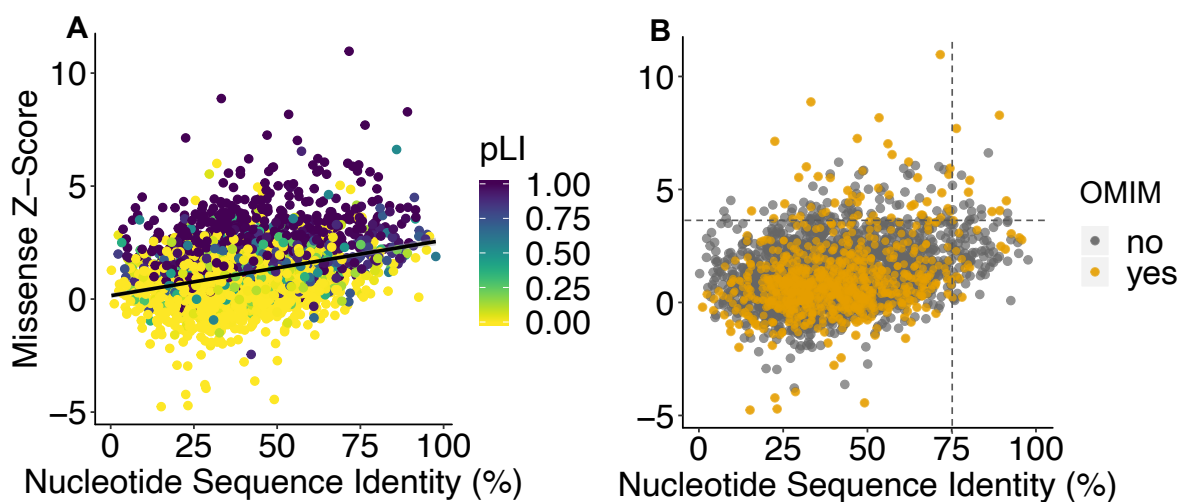 A
Missense Z−Score
10
5
0
−5
0 25 50 75 100
Nucleotide Sequence Identity (%)
pLI
1.00
0.75
0.50
0.25
0.00
B
10
5
0
−5
0 25 50 75 100
Nucleotide Sequence Identity (%)
OMIM
no
yes